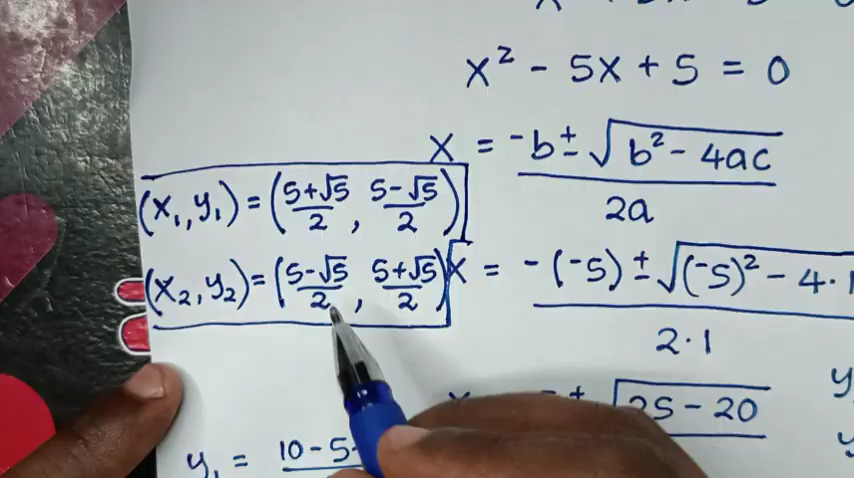 x² - 5x + 5 = 0
x = (-b ± √(b² - 4ac)) / 2a
(x₁, y₁) = ((5+√5)/2, (5-√5)/2)
(x₂, y₂) = ((5-√5)/2, (5+√5)/2)
x = (-(-5) ± √((-5)² - 4·1)) / 2·1
± √(25 - 20)
y
y
y₁ = 10 - 5